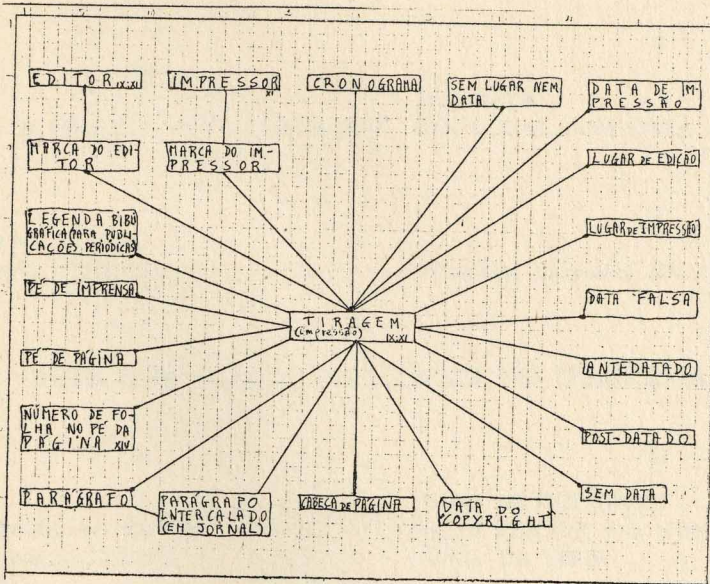 EDITOR IX;XI
IMPRESSOR
XI
CRONOGRAMA
SEM LUGAR NEM
DATA
DATA DE IM-
PRESSÃO
MARCA DO EDI-
TOR
MARCA DO IM-
PRESSOR
LUGAR DE EDIÇÃO
LEGENDA BIBLI
GRÁFICA (PARA PUBLI-
CAÇÕES PERIÓDICAS
LUGAR DE IMPRESSÃO
PÉ DE IMPRENSA
DATA FALSA
TIRAGEM
(impressão) IX;XI
PÉ DE PÁGINA
ANTEDATADO
NÚMERO DE FO-
LHA NO PÉ DA
PÁGINA XIV
POST-DATADO
PARÁGRAFO
PARÁGRAFO
INTERCALADO
(EM JORNAL)
CABEÇA DE PÁGINA
DATA DO
COPYRIGHT
SEM DATA